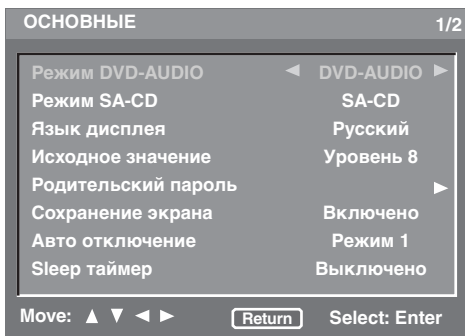 ОСНОВНЫЕ 1/2
Режим DVD-AUDIO ◀ DVD-AUDIO ▶
Режим SA-CD SA-CD
Язык дисплея Русский
Исходное значение Уровень 8
Родительский пароль ▶
Сохранение экрана Включено
Авто отключение Режим 1
Sleep таймер Выключено
Move: ▲ ▼ ◀ ▶ Return Select: Enter